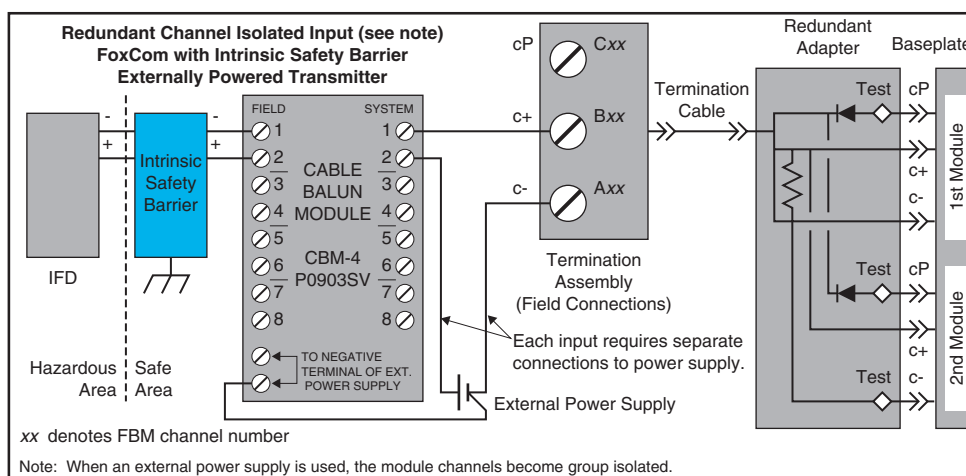 Redundant Channel Isolated Input (see note)
FoxCom with Intrinsic Safety Barrier
Externally Powered Transmitter
IFD
Hazardous
Area
Safe
Area
-
+
Intrinsic
Safety
Barrier
-
+
FIELD
SYSTEM
1
2
3
4
5
6
7
8
CABLE
BALUN
MODULE
CBM-4
P0903SV
1
2
3
4
5
6
7
8
TO NEGATIVE
TERMINAL OF EXT.
POWER SUPPLY
cP
c+
c-
Cxx
Bxx
Axx
Termination
Assembly
(Field Connections)
Each input requires separate
connections to power supply.
External Power Supply
Termination
Cable
Redundant
Adapter
Baseplate
Test
cP
c+
c-
1st Module
Test
cP
c+
Test
c-
2nd Module
xx denotes FBM channel number
Note: When an external power supply is used, the module channels become group isolated.